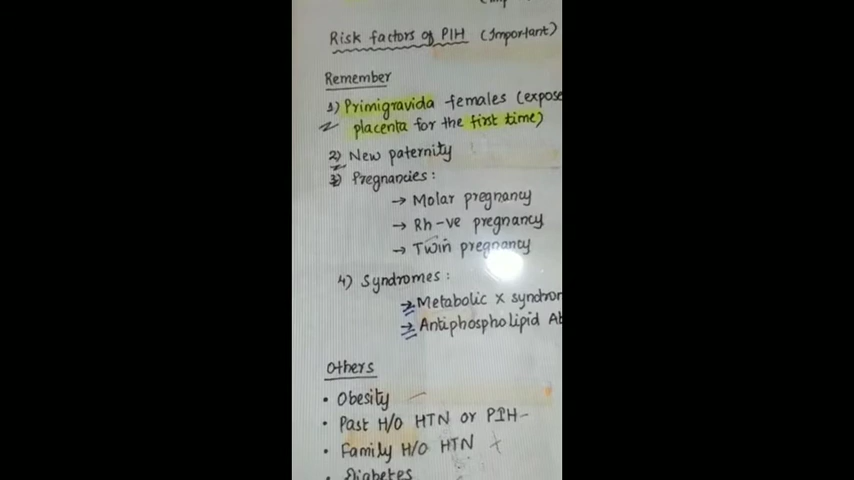 Risk factors of PIH (Important)
Remember
1) Primigravida females (expose
placenta for the first time)
2) New paternity
3) Pregnancies :
→ Molar pregnancy
→ Rh-ve pregnancy
→ Twin pregnancy
4) Syndromes :
→ Metabolic X syndrom
→ Antiphospholipid Ab
Others
• Obesity
• Past H/O HTN or PIH
• Family H/O HTN
• Diabetes